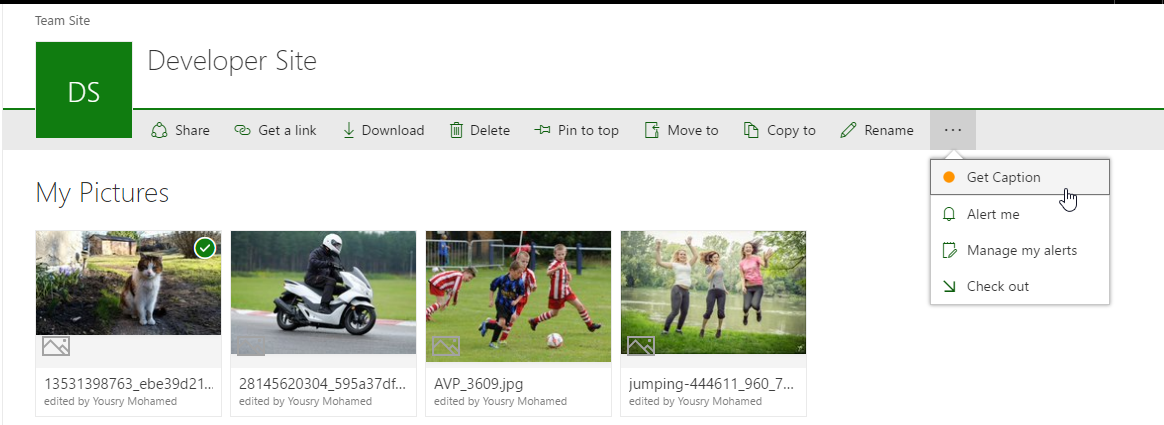 Team Site
DS
Developer Site
Share Get a link Download Delete Pin to top Move to Copy to Rename ...
Get Caption
Alert me
Manage my alerts
Check out
My Pictures
13531398763_ebe39d21... 28145620304_595a37df... AVP_3609.jpg jumping-444611_960_7...
edited by Yousry Mohamed edited by Yousry Mohamed edited by Yousry Mohamed edited by Yousry Mohamed